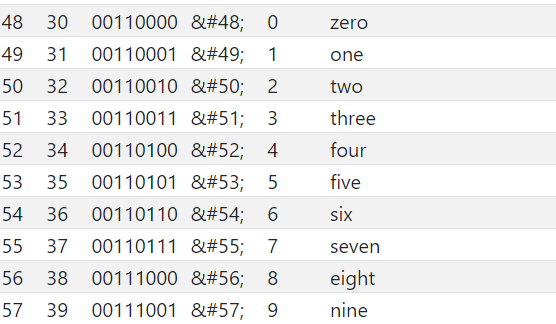 48 30 00110000 &#48; 0 zero
49 31 00110001 &#49; 1 one
50 32 00110010 &#50; 2 two
51 33 00110011 &#51; 3 three
52 34 00110100 &#52; 4 four
53 35 00110101 &#53; 5 five
54 36 00110110 &#54; 6 six
55 37 00110111 &#55; 7 seven
56 38 00111000 &#56; 8 eight
57 39 00111001 &#57; 9 nine